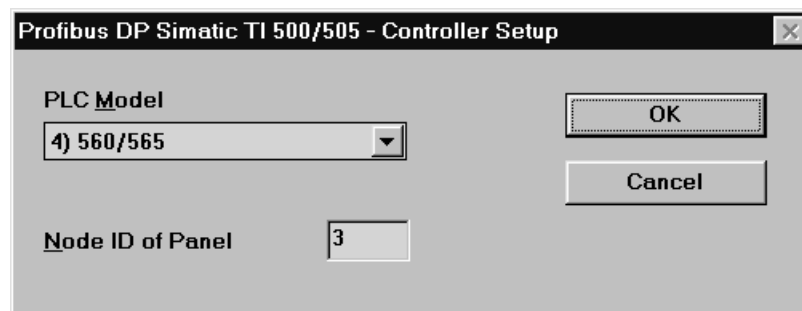 Profibus DP Simatic TI 500/505 - Controller Setup
PLC Model
4) 560/565
OK
Cancel
Node ID of Panel
3